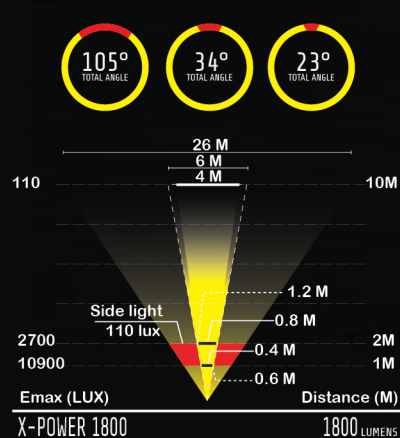 105° 34° 23°
TOTAL ANGLE TOTAL ANGLE TOTAL ANGLE
26 M
6 M
4 M
110 10M
1.2 M
Side light 0.8 M
110 lux
2700 2M
0.4 M
10900 1M
0.6 M
Emax (LUX) Distance (M)
X-POWER 1800 1800 LUMENS